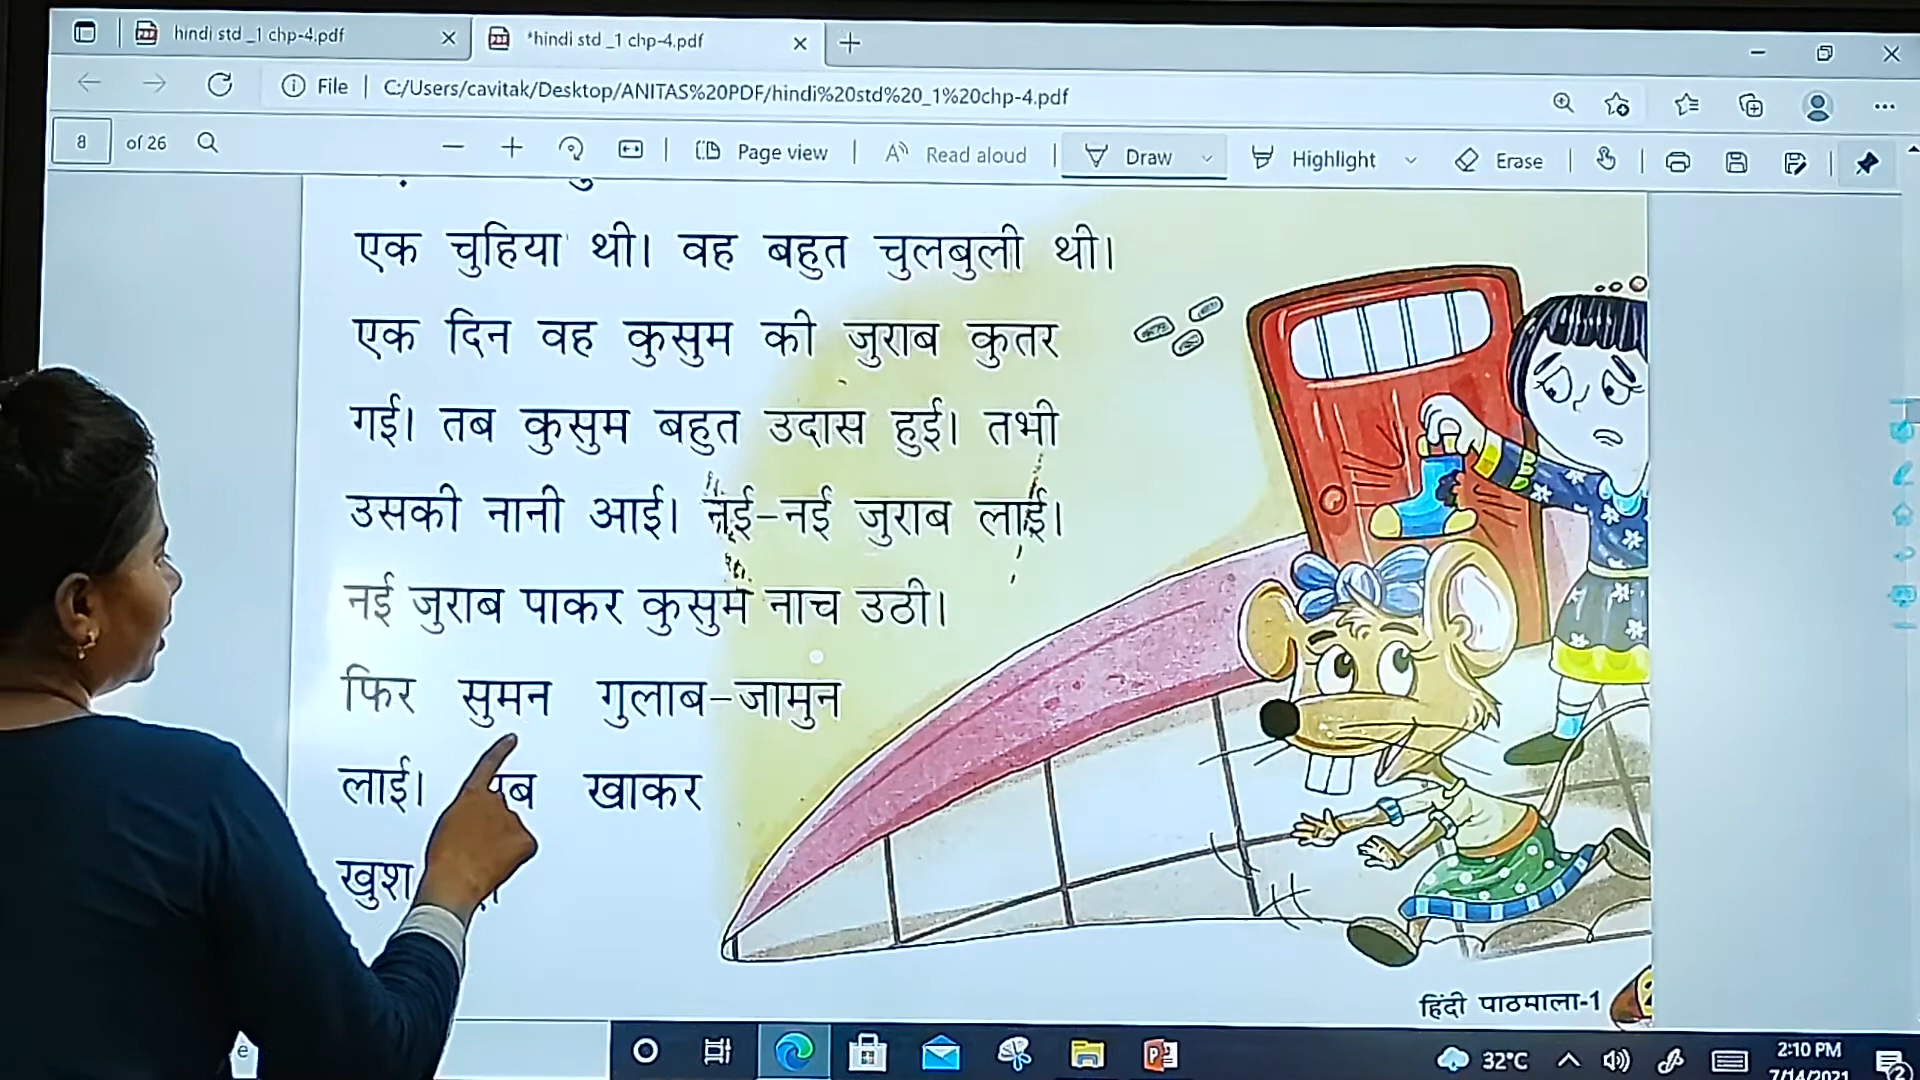 hindi std _1 chp-4.pdf
*hindi std _1 chp-4.pdf
File
C:/Users/cavitak/Desktop/ANITAS%20PDF/hindi%20std%20_1%20chp-4.pdf
8 of 26
Page view
Read aloud
Draw
Highlight
Erase
एक चुहिया थी। वह बहुत चुलबुली थी।
एक दिन वह कुसुम की जुराब कुतर
गई। तब कुसुम बहुत उदास हुई। तभी
उसकी नानी आई। नई-नई जुराब लाई।
नई जुराब पाकर कुसुम नाच उठी।
फिर सुमन गुलाब-जामुन
लाई। खाकर
खुश
हिंदी पाठमाला-1
32°C
2:10 PM
7/14/2021